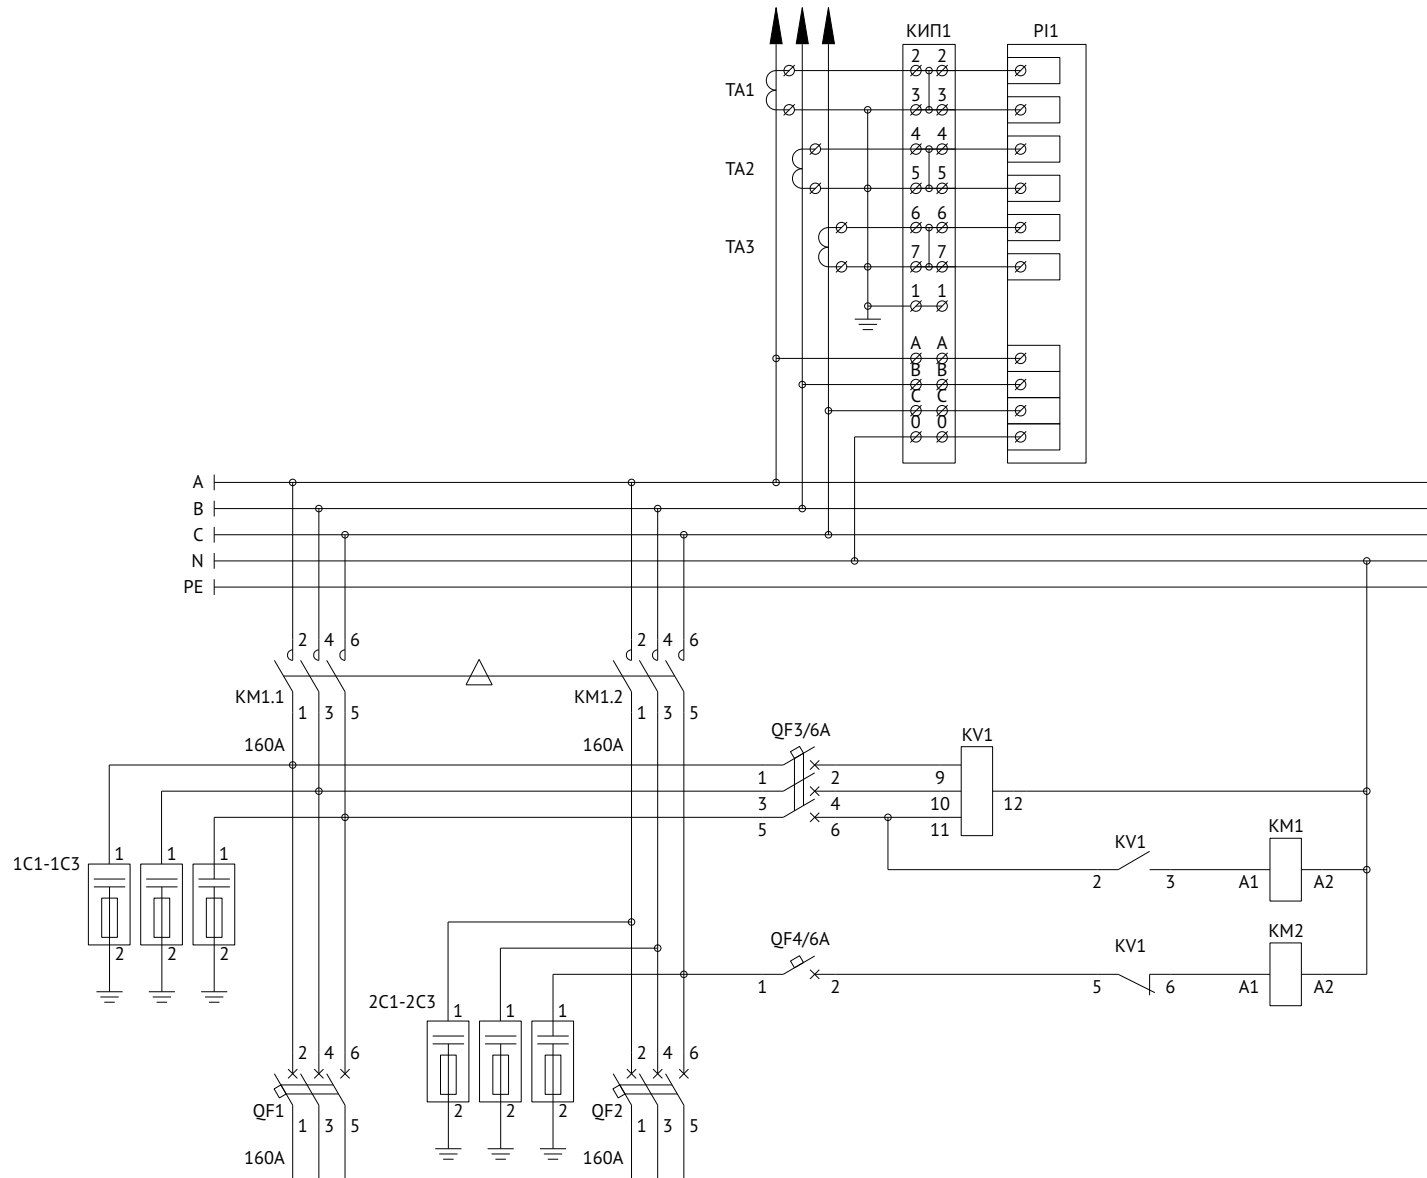 КИП1 PI1
2 2
TA1
3 3
4 4
TA2
5 5
6 6
TA3
7 7
1 1
A A
B B
C C
0 0
A
B
C
N
PE
2 4 6
2 4 6
KM1.1
KM1.2
1 3 5
1 3 5
160A
160A
QF3/6A
KV1
1 2 9
3 4 10 12
5 6 11
KV1
KM1
2 3 A1 A2
1C1-1C3
1 1 1
2 2 2
QF4/6A
KV1
KM2
1 2 5 6 A1 A2
2C1-2C3
1 1 1
2 2 2
2 4 6
2 4 6
QF1
QF2
1 3 5
1 3 5
160A
160A